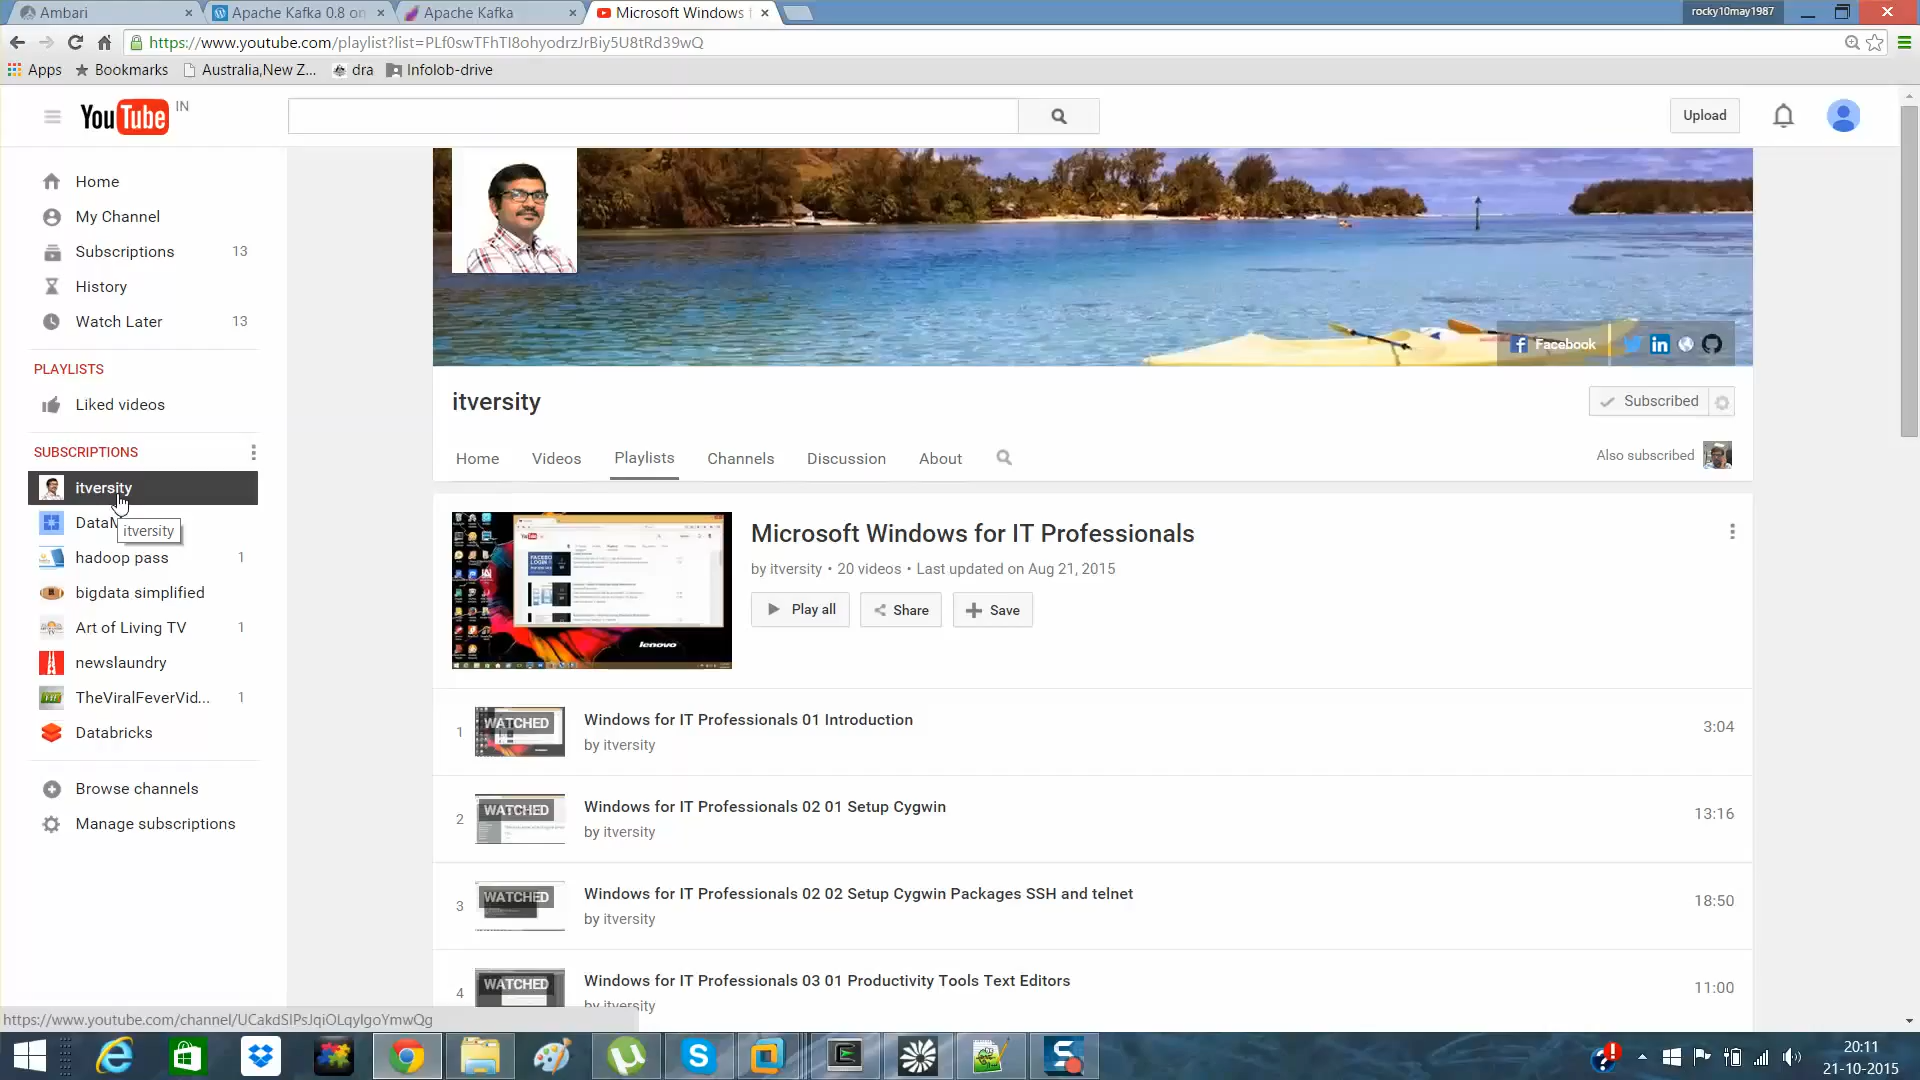 Ambari
Apache Kafka 0.8 on
Apache Kafka
Microsoft Windows
rocky10may1987
https://www.youtube.com/playlist?list=PLf0swTFhTI8ohyodrzJrBiy5U8tRd39wQ
Apps
Bookmarks
Australia,New Z...
dra
Infolob-drive
YouTube
IN
Upload
Home
My Channel
Subscriptions
13
History
Watch Later
13
PLAYLISTS
Liked videos
SUBSCRIPTIONS
itversity
DataM
itversity
hadoop pass
1
bigdata simplified
Art of Living TV
1
newslaundry
TheViralFeverVid...
1
Databricks
Browse channels
Manage subscriptions
Facebook
itversity
Subscribed
Home
Videos
Playlists
Channels
Discussion
About
Also subscribed
lenovo
Microsoft Windows for IT Professionals
by itversity • 20 videos • Last updated on Aug 21, 2015
Play all
Share
Save
1
WATCHED
Windows for IT Professionals 01 Introduction
by itversity
3:04
2
WATCHED
Windows for IT Professionals 02 01 Setup Cygwin
by itversity
13:16
3
WATCHED
Windows for IT Professionals 02 02 Setup Cygwin Packages SSH and telnet
by itversity
18:50
4
WATCHED
Windows for IT Professionals 03 01 Productivity Tools Text Editors
by itversity
11:00
https://www.youtube.com/channel/UCakdSIPsJqiOLqylgoYmwQg
20:11
21-10-2015